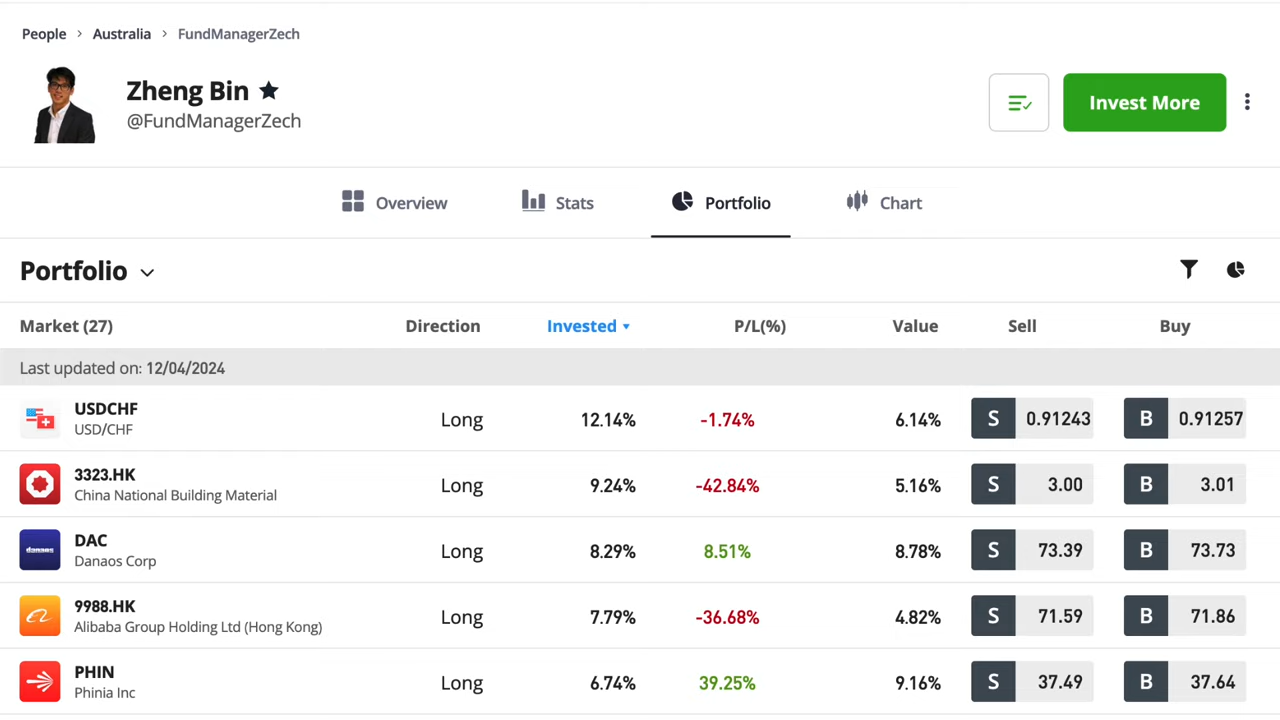 People > Australia > FundManagerZech
Zheng Bin
@FundManagerZech
Invest More
Overview Stats Portfolio Chart
Portfolio
Market (27) Direction Invested P/L(%) Value Sell Buy
Last updated on: 12/04/2024
USDCHF
USD/CHF
Long 12.14% -1.74% 6.14% S 0.91243 B 0.91257
3323.HK
China National Building Material
Long 9.24% -42.84% 5.16% S 3.00 B 3.01
danaos
DAC
Danaos Corp
Long 8.29% 8.51% 8.78% S 73.39 B 73.73
9988.HK
Alibaba Group Holding Ltd (Hong Kong)
Long 7.79% -36.68% 4.82% S 71.59 B 71.86
PHIN
Phinia Inc
Long 6.74% 39.25% 9.16% S 37.49 B 37.64